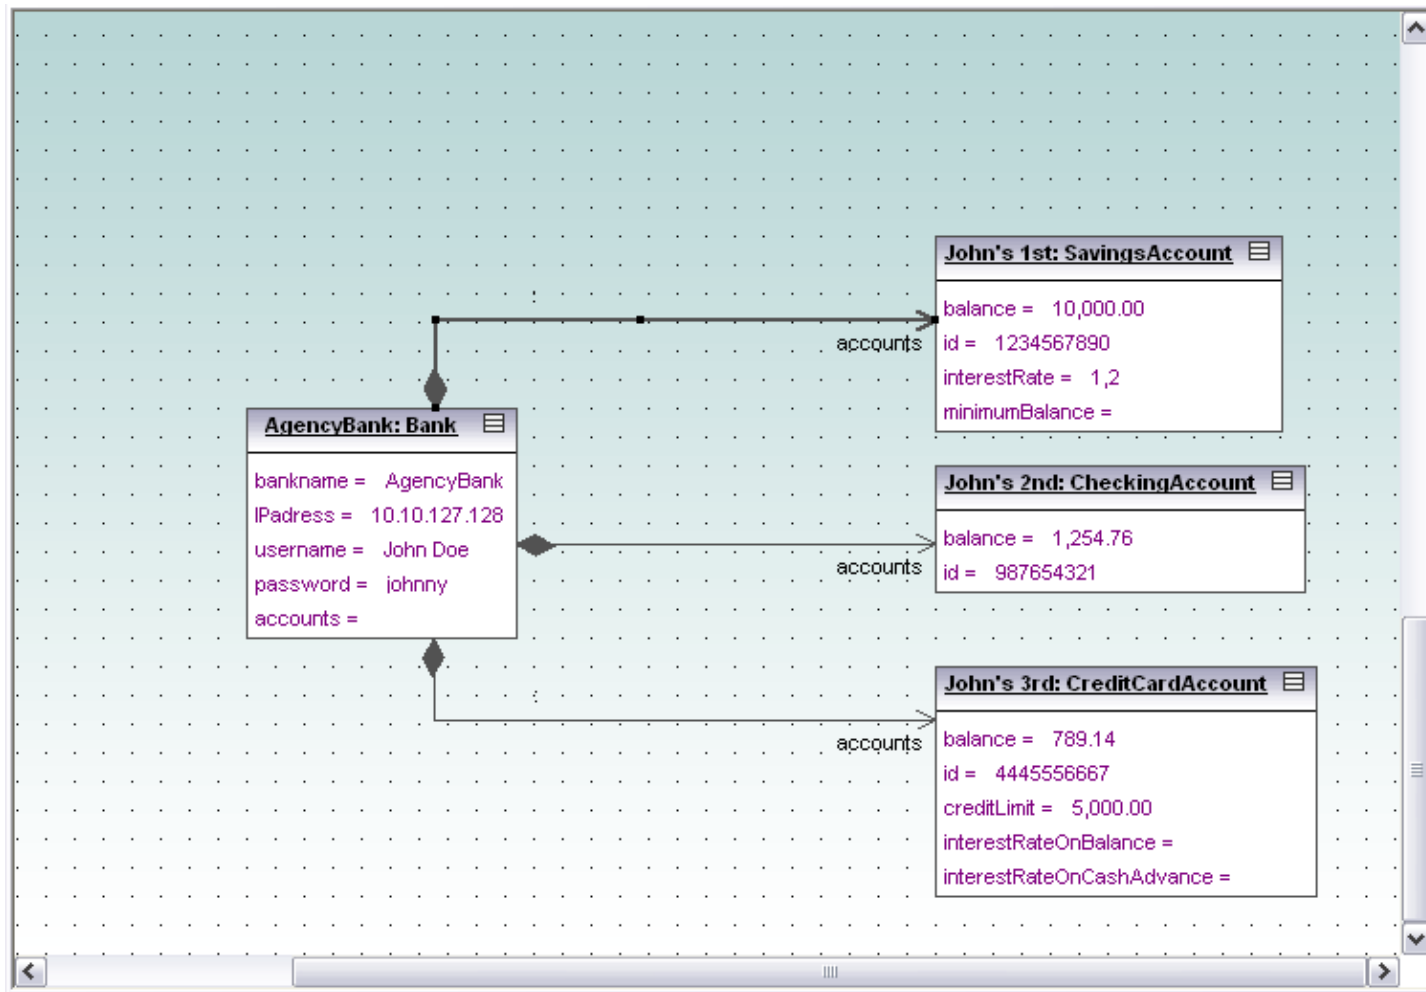 John's 1st: SavingsAccount
balance = 10,000.00
id = 1234567890
interestRate = 1,2
minimumBalance =
:
accounts
AgencyBank: Bank
bankname = AgencyBank
IPadress = 10.10.127.128
username = John Doe
password = johnny
accounts =
John's 2nd: CheckingAccount
balance = 1,254.76
id = 987654321
accounts
John's 3rd: CreditCardAccount
balance = 789.14
id = 4445556667
creditLimit = 5,000.00
interestRateOnBalance =
interestRateOnCashAdvance =
:
accounts